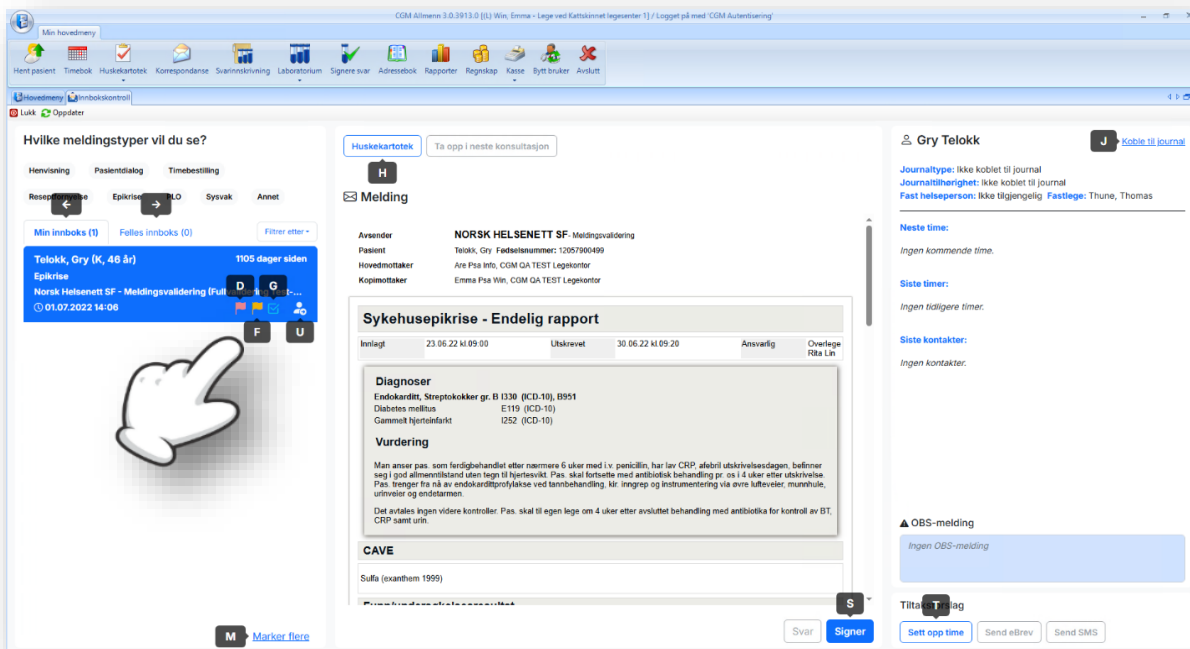 CGM Allmenn 3.0.3913.0 [(L) Win, Emma - Lege ved Kattskinnet legesenter 1] / Logget på med 'CGM Autentisering'
Min hovedmeny
Hent pasient Timebok Huskekartotek Korrespondanse Svarinnskrivning Laboratorium Signere svar Adressebok Rapporter Regnskap Kasse Bytt bruker Avslutt
Hovedmeny Innbokskontroll
Lukk Oppdater
Hvilke meldingstyper vil du se?
Henvisning Pasientdialog Timebestilling
Reseptfornyelse Epikrise PLO Sysvak Annet
← →
Min innboks (1) Felles innboks (0) Filtrer etter
Telokk, Gry (K, 46 år) 1105 dager siden
Epikrise
Norsk Helsenett SF - Meldingsvalidering (Fullvalidering Test-...
D G
01.07.2022 14:06
F U
M Marker flere
Huskekartotek Ta opp i neste konsultasjon
H
Melding
Avsender NORSK HELSENETT SF- Meldingsvalidering
Pasient Telokk, Gry Fødselsnummer: 12057900499
Hovedmottaker Are Psa Info, CGM QA TEST Legekontor
Kopimottaker Emma Psa Win, CGM QA TEST Legekontor
Sykehusepikrise - Endelig rapport
Innlagt 23.06.22 kl.09:00 Utskrevet 30.06.22 kl.09:20 Ansvarlig Overlege
Rita Lin
Diagnoser
Endokarditt, Streptokokker gr. B I330 (ICD-10), B951
Diabetes mellitus E119 (ICD-10)
Gammelt hjerteinfarkt I252 (ICD-10)
Vurdering
Man anser pas. som ferdigbehandlet etter nærmere 6 uker med i.v. penicillin, har lav CRP, afebril utskrivelsesdagen, befinner
seg i god allmenntilstand uten tegn til hjertesvikt. Pas. skal fortsette med antibiotisk behandling pr. os i 4 uker etter utskrivelse.
Pas. trenger fra nå av endokardittprofylakse ved tannbehandling, kir. inngrep og instrumentering via øvre lufteveier, munnhule,
urinveier og endetarmen.
Det avtales ingen videre kontroller. Pas. skal til egen lege om 4 uker etter avsluttet behandling med antibiotika for kontroll av BT,
CRP samt urin.
CAVE
Sulfa (exanthem 1999)
Funn/undersøkelsesresultat
S
Svar Signer
Gry Telokk J Koble til journal
Journaltype: Ikke koblet til journal
Journaltilhørighet: Ikke koblet til journal
Fast helseperson: Ikke tilgjengelig Fastlege: Thune, Thomas
Neste time:
Ingen kommende time.
Siste timer:
Ingen tidligere timer.
Siste kontakter:
Ingen kontakter.
OBS-melding
Ingen OBS-melding
Tiltaksforslag
T
Sett opp time Send eBrev Send SMS